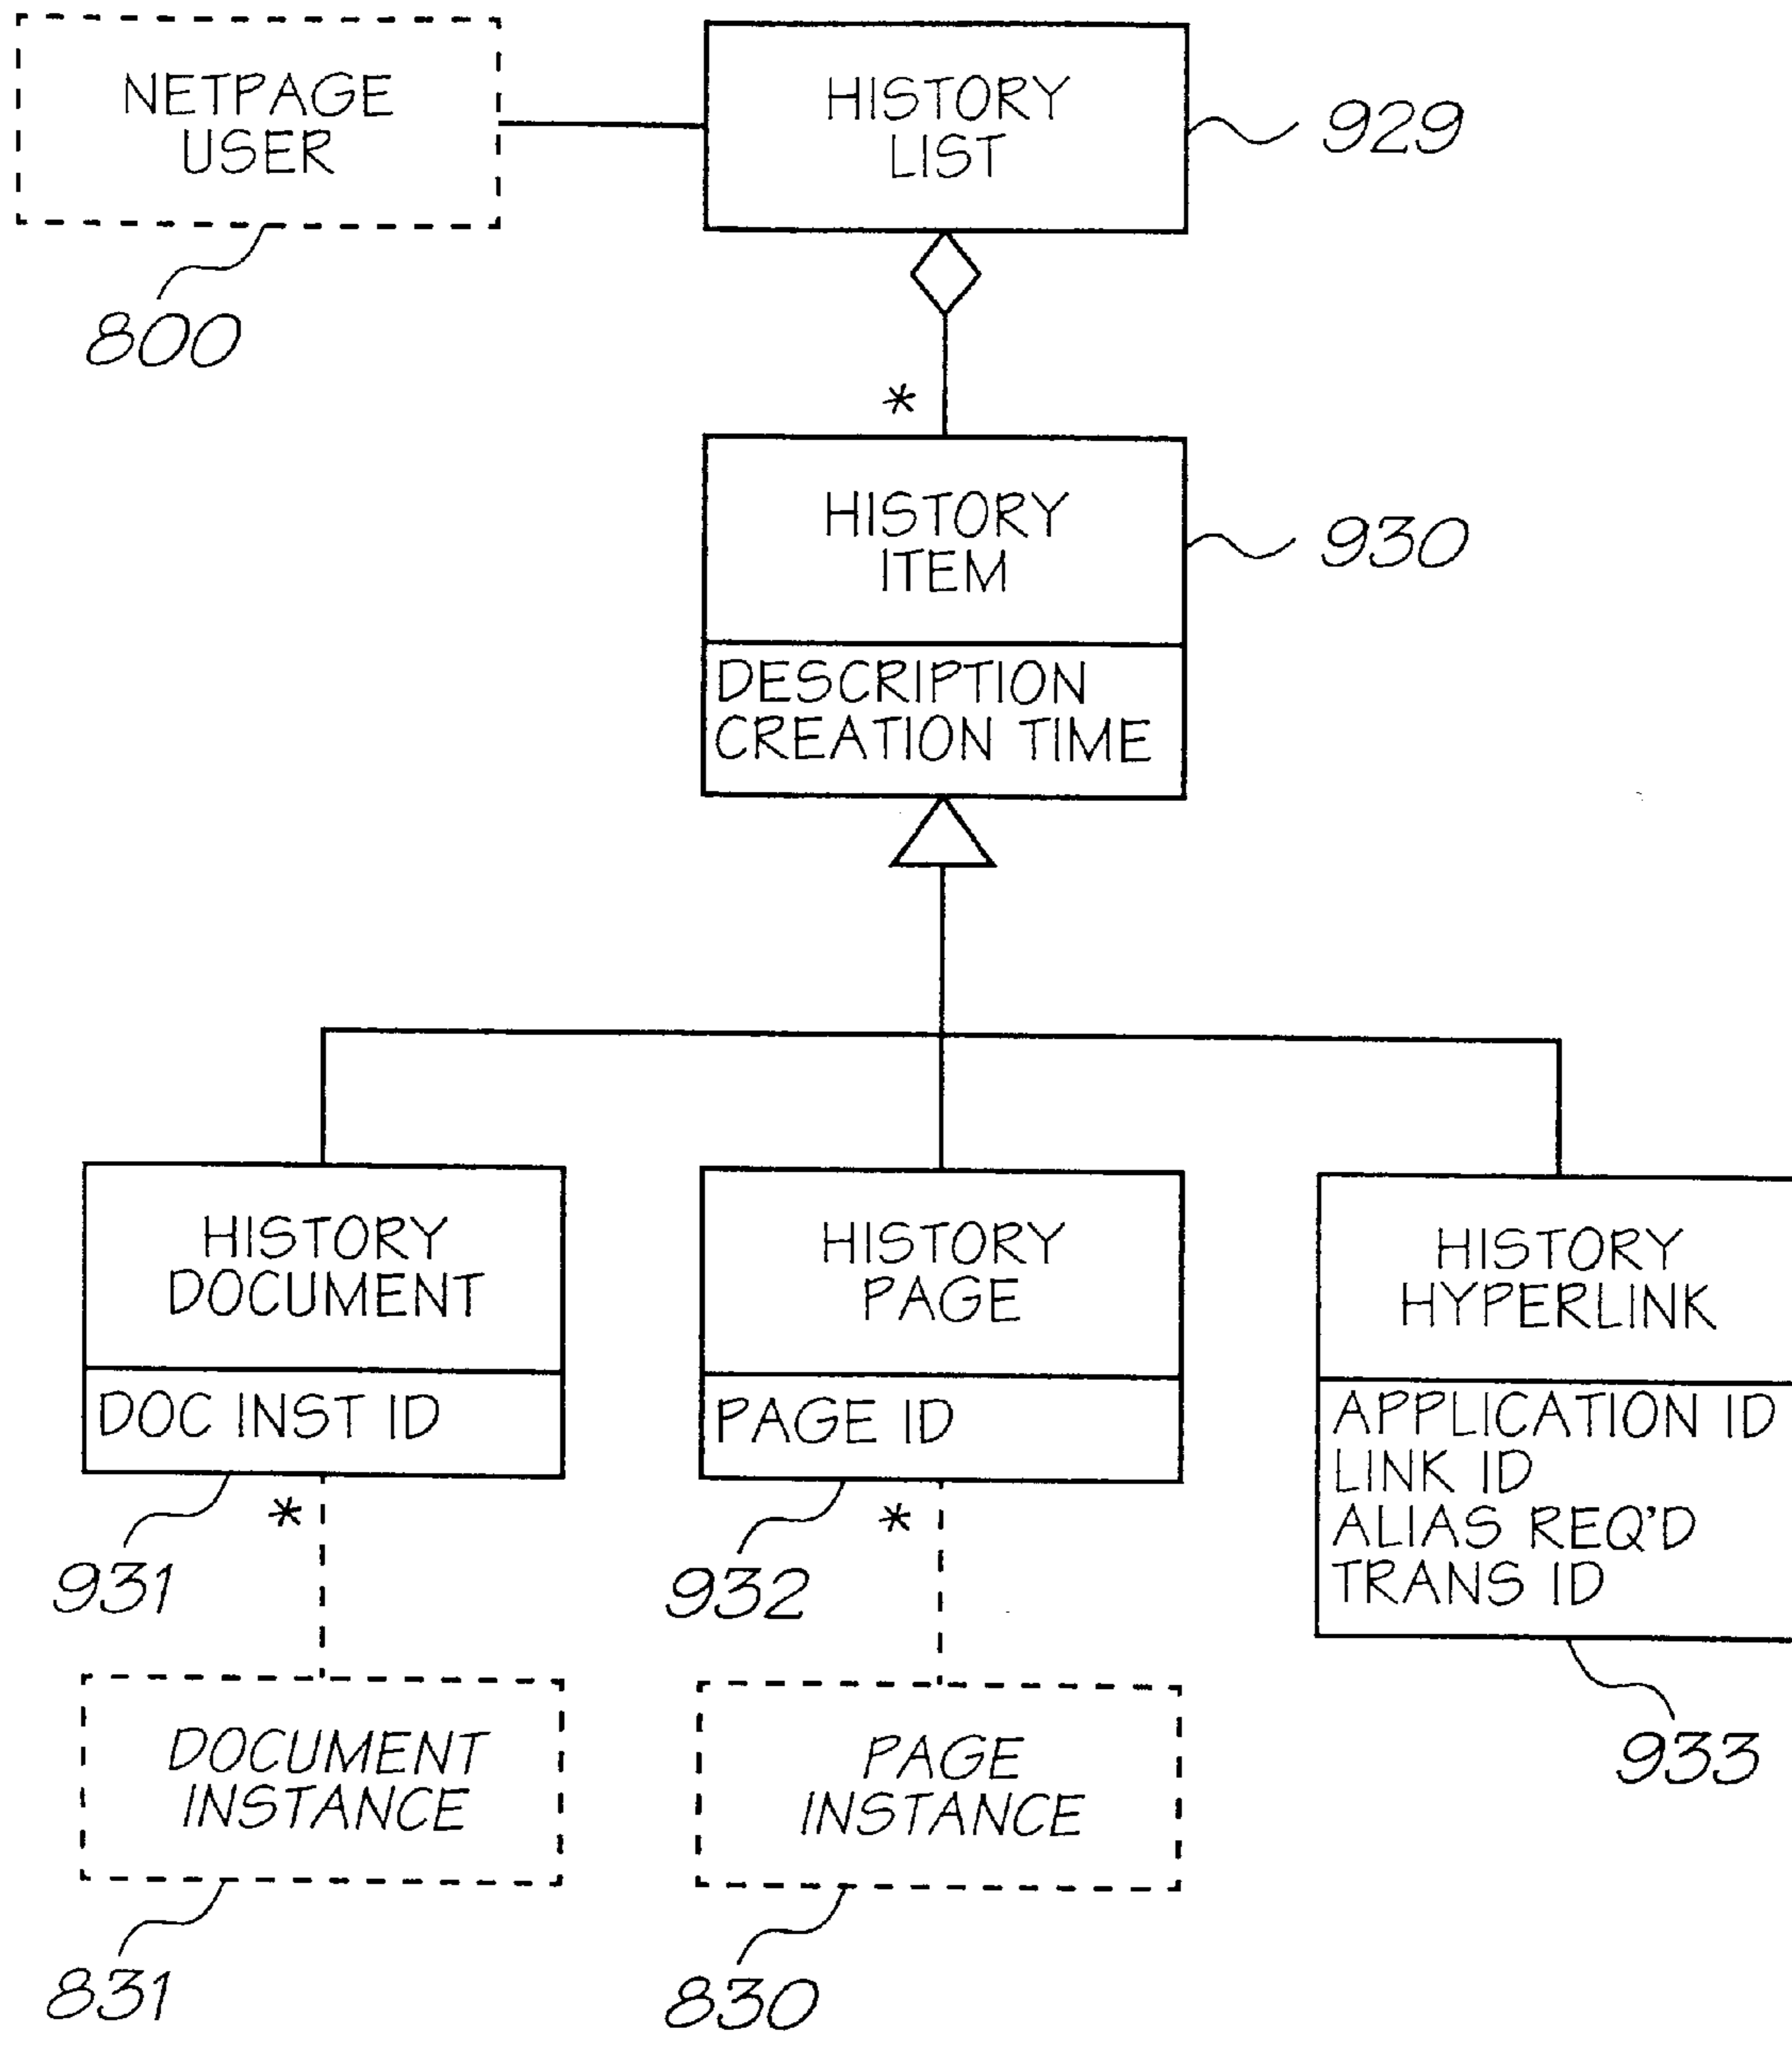 NETPAGE
USER
800
HISTORY
LIST
929
*
HISTORY
ITEM
930
DESCRIPTION
CREATION TIME
HISTORY
DOCUMENT
DOC INST ID
*
931
HISTORY
PAGE
PAGE ID
*
932
HISTORY
HYPERLINK
APPLICATION ID
LINK ID
ALIAS REQ'D
TRANS ID
933
DOCUMENT
INSTANCE
831
PAGE
INSTANCE
830